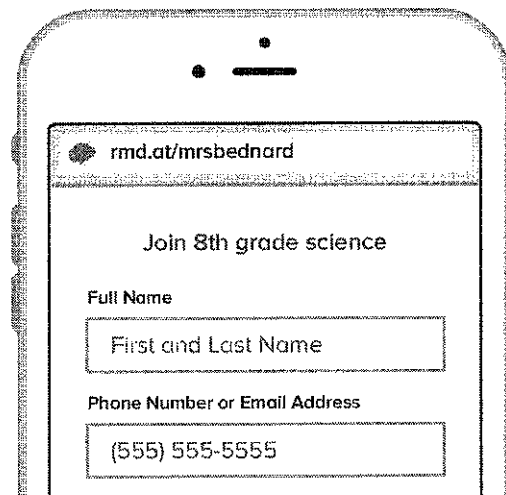 rmd.at/mrsbednard
Join 8th grade science
Full Name
First and Last Name
Phone Number or Email Address
(555) 555-5555